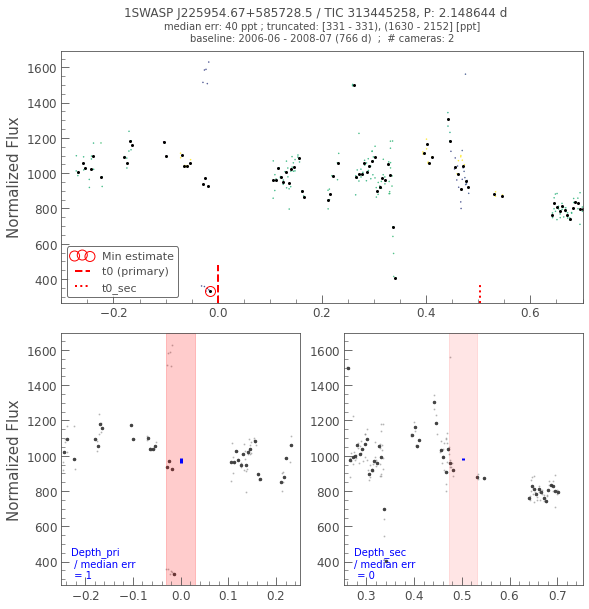 1SWASP J225954.67+585728.5 / TIC 313445258, P: 2.148644 d
median err: 40 ppt ; truncated: [331 - 331), (1630 - 2152] [ppt]
baseline: 2006-06 - 2008-07 (766 d)  ;  # cameras: 2
Normalized Flux
1600
1400
1200
1000
800
600
400
Min estimate
t0 (primary)
t0_sec
−0.2 0.0 0.2 0.4 0.6
Normalized Flux
1600
1400
1200
1000
800
600
400
Depth_pri
/ median err
= 1
−0.2 −0.1 0.0 0.1 0.2
1600
1400
1200
1000
800
600
400
Depth_sec
/ median err
= 0
0.3 0.4 0.5 0.6 0.7